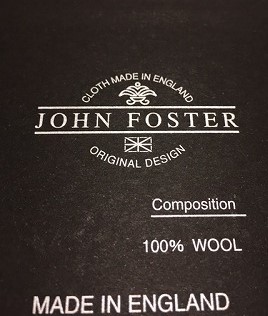 CLOTH MADE IN ENGLAND
JOHN FOSTER
ORIGINAL DESIGN
Composition
100% WOOL
MADE IN ENGLAND